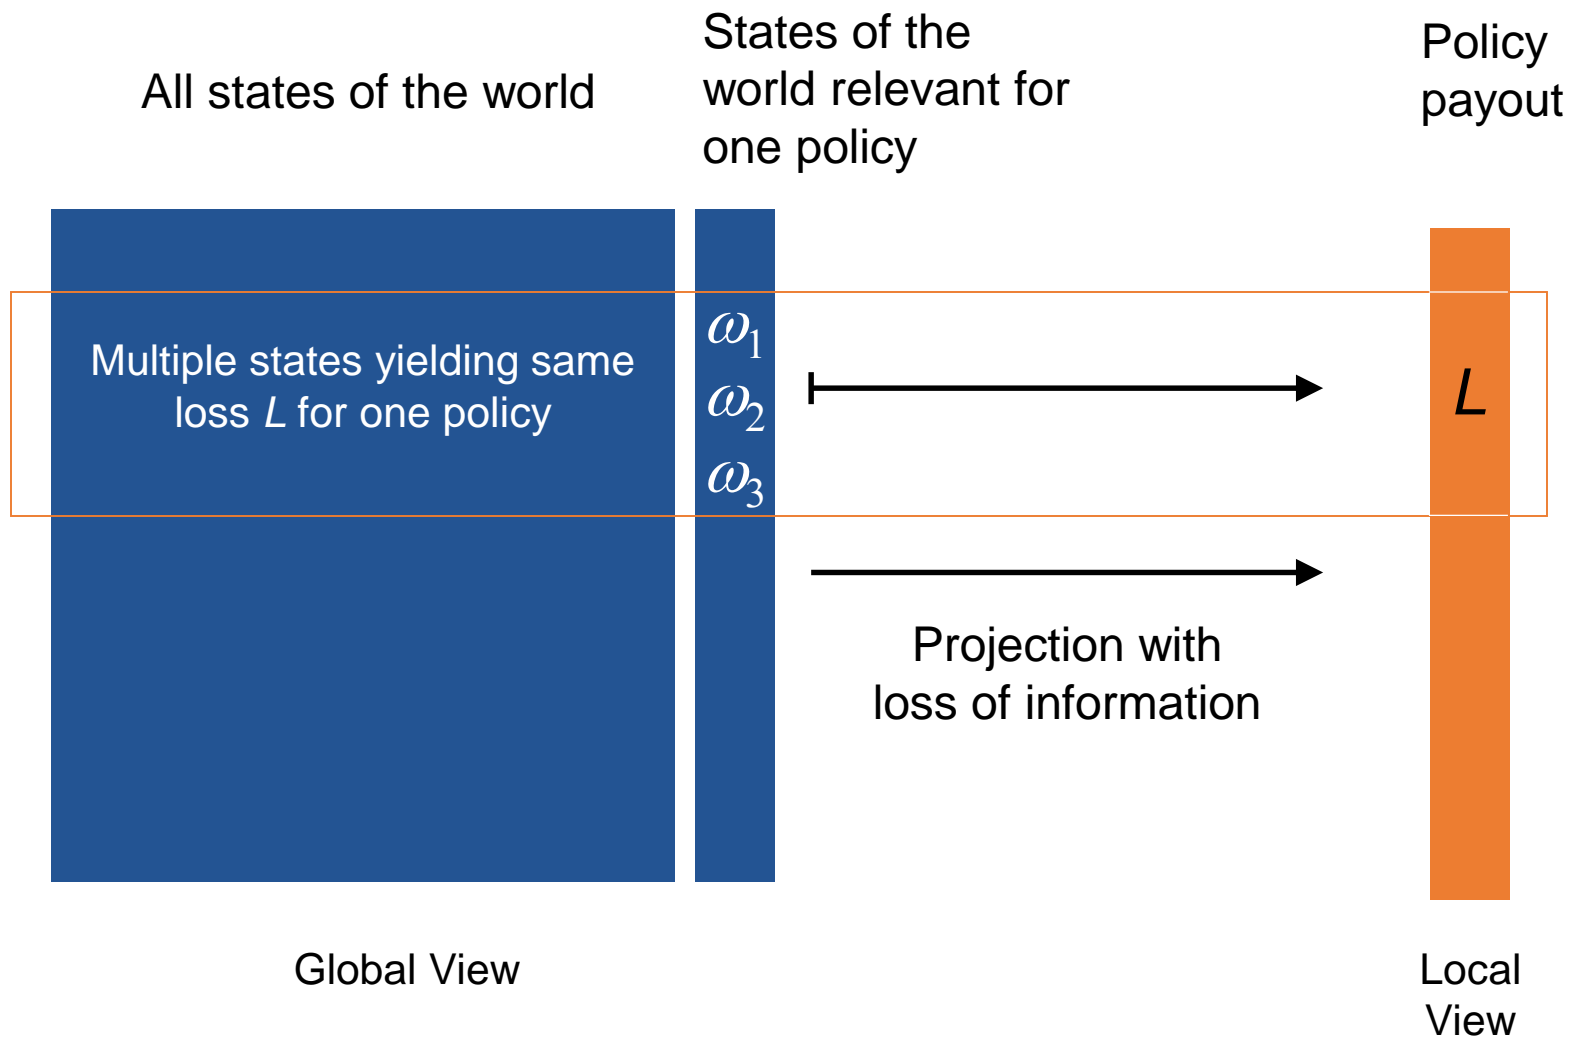 All states of the world
States of the
world relevant for
one policy
Policy
payout
Multiple states yielding same
loss L for one policy
ω1
ω2
ω3
L
Projection with
loss of information
Global View
Local
View